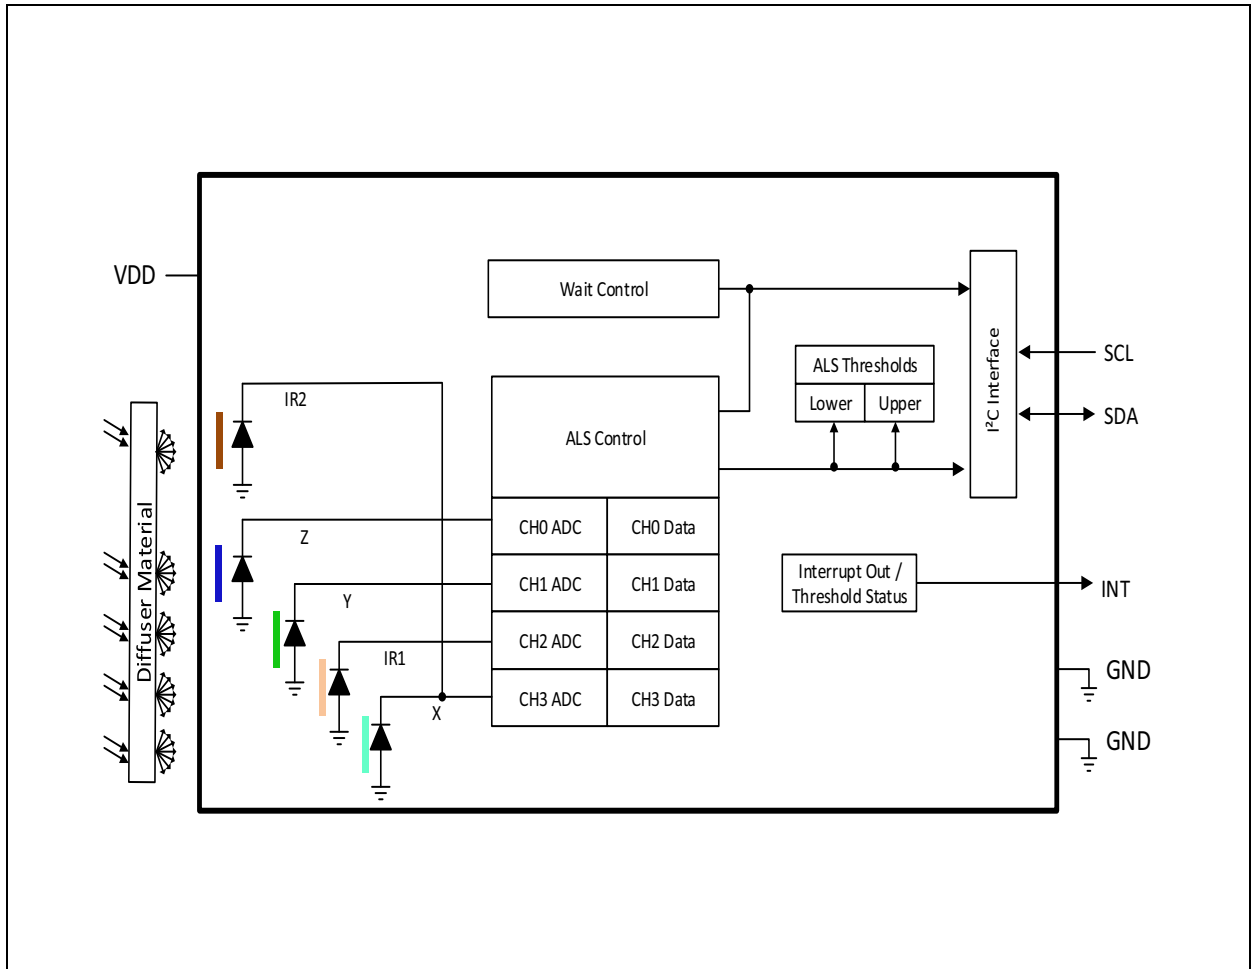 VDD
Wait Control
ALS Thresholds
Lower
Upper
I²C Interface
SCL
SDA
IR2
ALS Control
Diffuser Material
Z
CH0 ADC
CH0 Data
Y
CH1 ADC
CH1 Data
IR1
CH2 ADC
CH2 Data
X
CH3 ADC
CH3 Data
Interrupt Out /
Threshold Status
INT
GND
GND